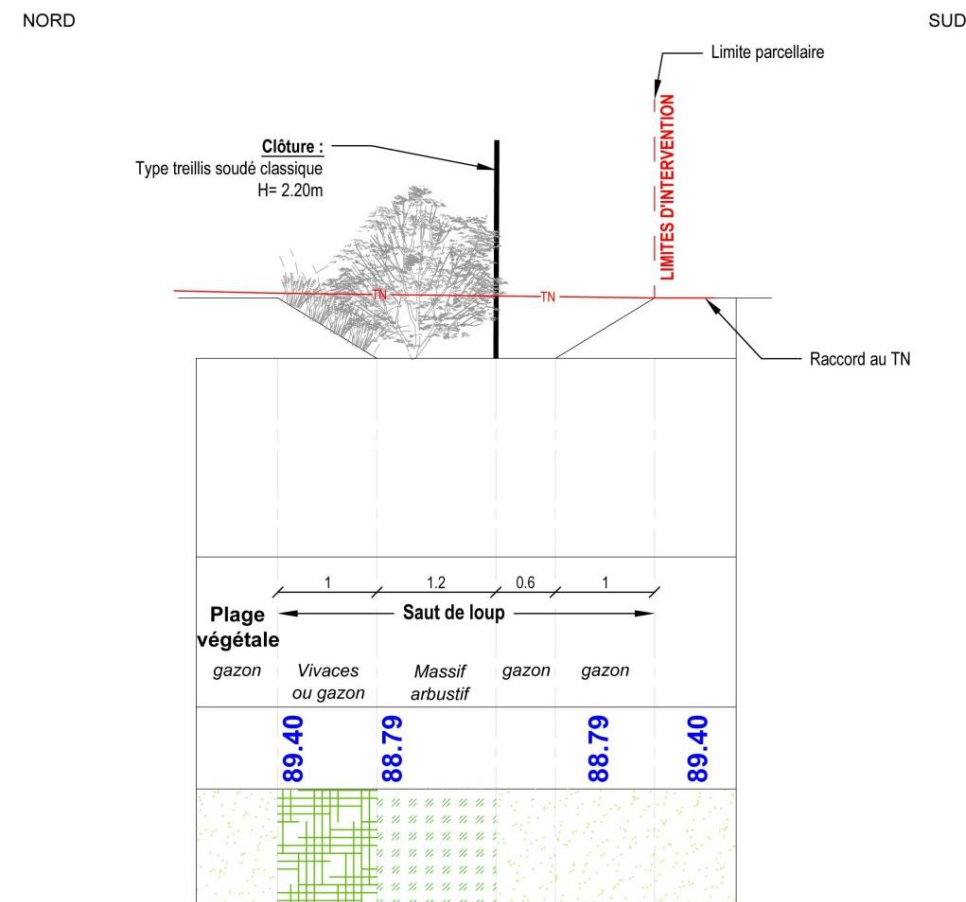 NORD
SUD
Limite parcellaire
LIMITES D'INTERVENTION
Clôture :
Type treillis soudé classique
H= 2.20m
TN
TN
Raccord au TN
1
1.2
0.6
1
Saut de loup
Plage
végétale
gazon
Vivaces
ou gazon
Massif
arbustif
gazon
gazon
89.40
88.79
88.79
89.40